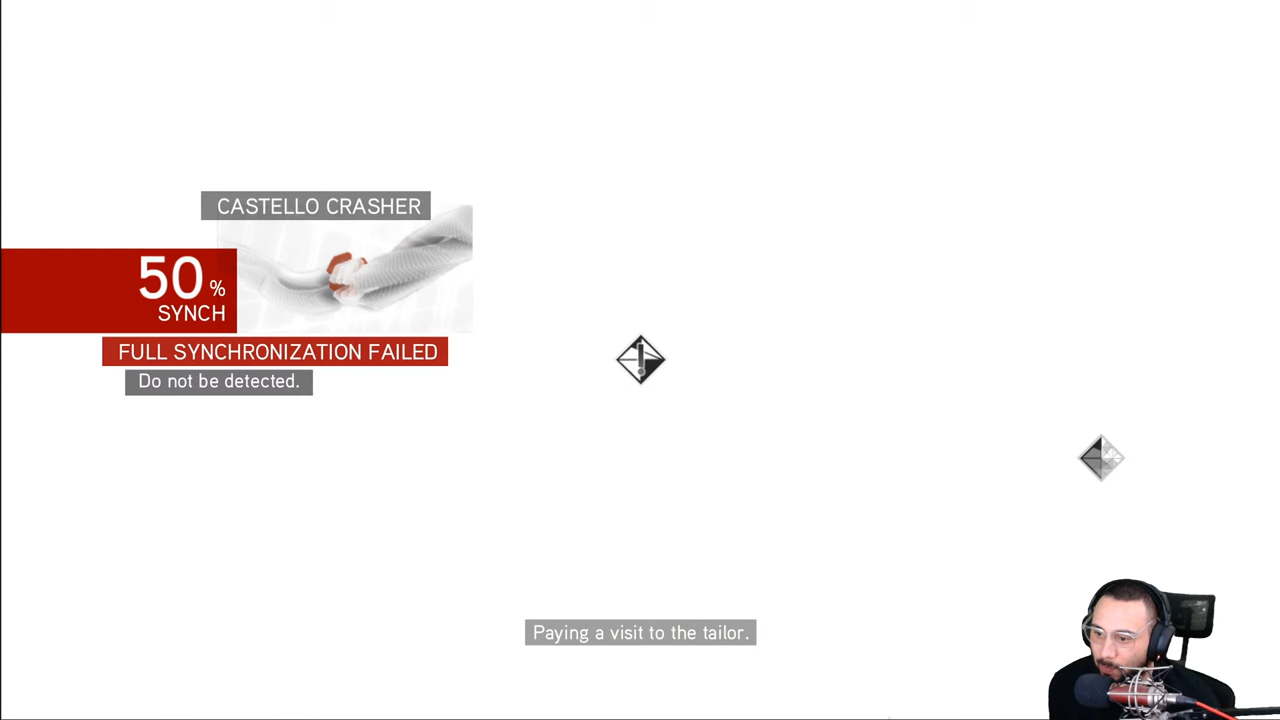 CASTELLO CRASHER
50 %
SYNCH
FULL SYNCHRONIZATION FAILED
Do not be detected.
Paying a visit to the tailor.